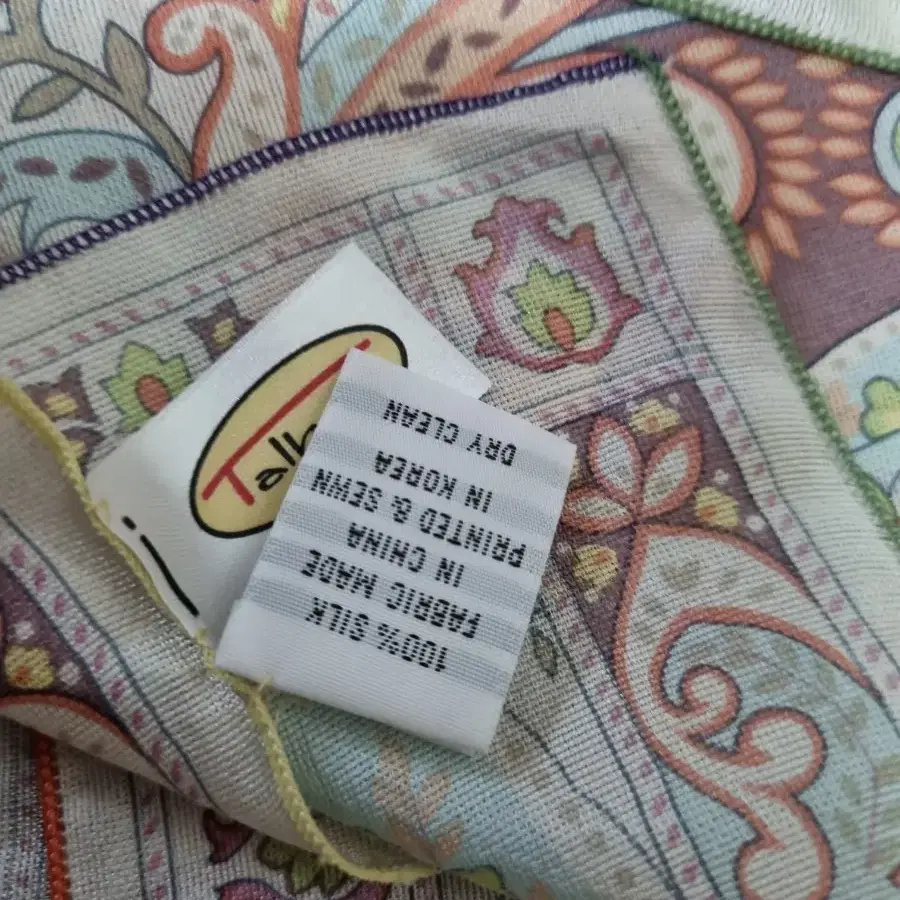 100% SILK
FABRIC MADE
IN CHINA
PRINTED & SEWN
IN KOREA
DRY CLEAN